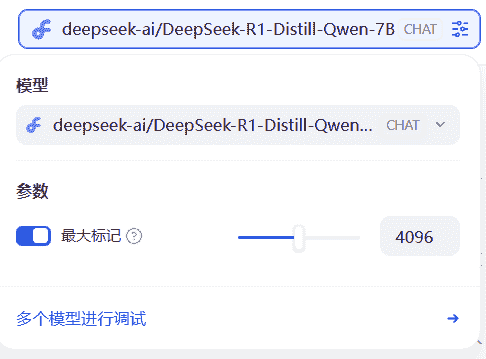 deepseek-ai/DeepSeek-R1-Distill-Qwen-7B CHAT
模型
deepseek-ai/DeepSeek-R1-Distill-Qwen... CHAT
参数
最大标记 ? 4096
多个模型进行调试